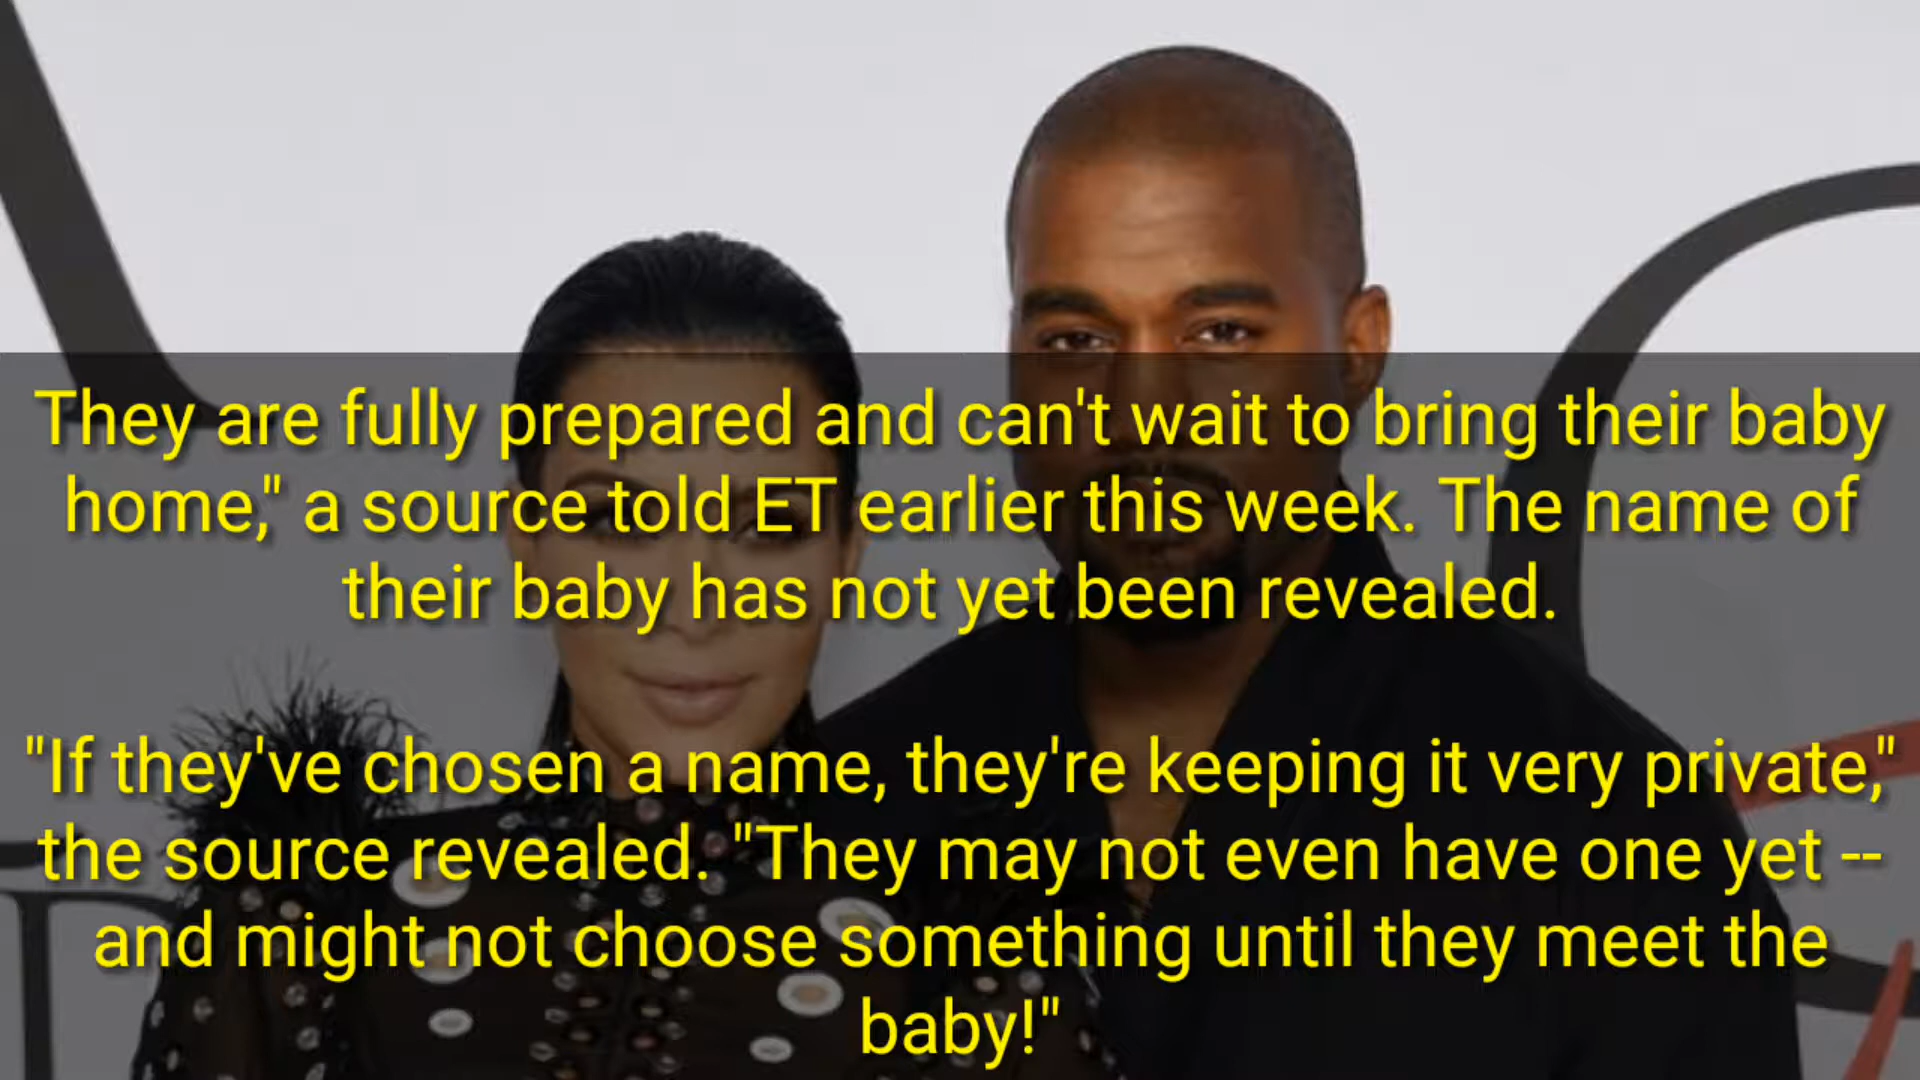 They are fully prepared and can't wait to bring their baby
home," a source told ET earlier this week. The name of
their baby has not yet been revealed.
"If they've chosen a name, they're keeping it very private,"
the source revealed. "They may not even have one yet --
and might not choose something until they meet the
baby!"